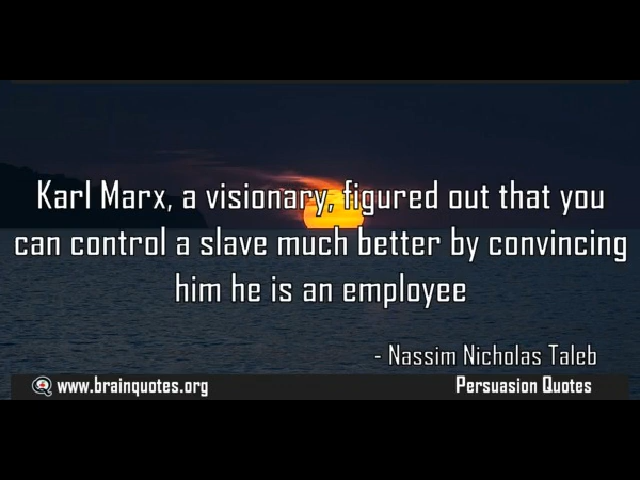 Karl Marx, a visionary, figured out that you
can control a slave much better by convincing
him he is an employee
- Nassim Nicholas Taleb
www.brainquotes.org Persuasion Quotes